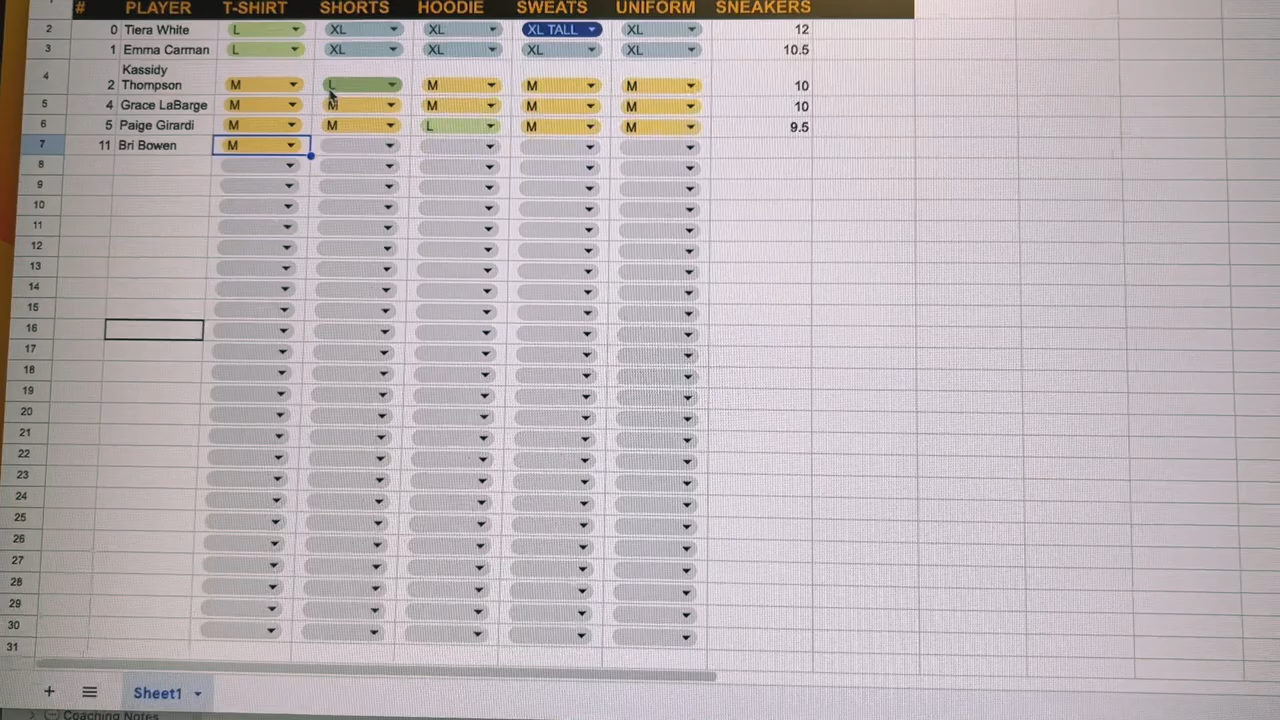 # PLAYER T-SHIRT SHORTS HOODIE SWEATS UNIFORM SNEAKERS
2 0 Tiera White L XL XL XL TALL XL 12
3 1 Emma Carman L XL XL XL XL 10.5
4 2 Kassidy
Thompson M L M M M 10
5 4 Grace LaBarge M M M M M 10
6 5 Paige Girardi M M L M M 9.5
7 11 Bri Bowen M
8
9
10
11
12
13
14
15
16
17
18
19
20
21
22
23
24
25
26
27
28
29
30
31
+ Sheet1
Coaching Notes